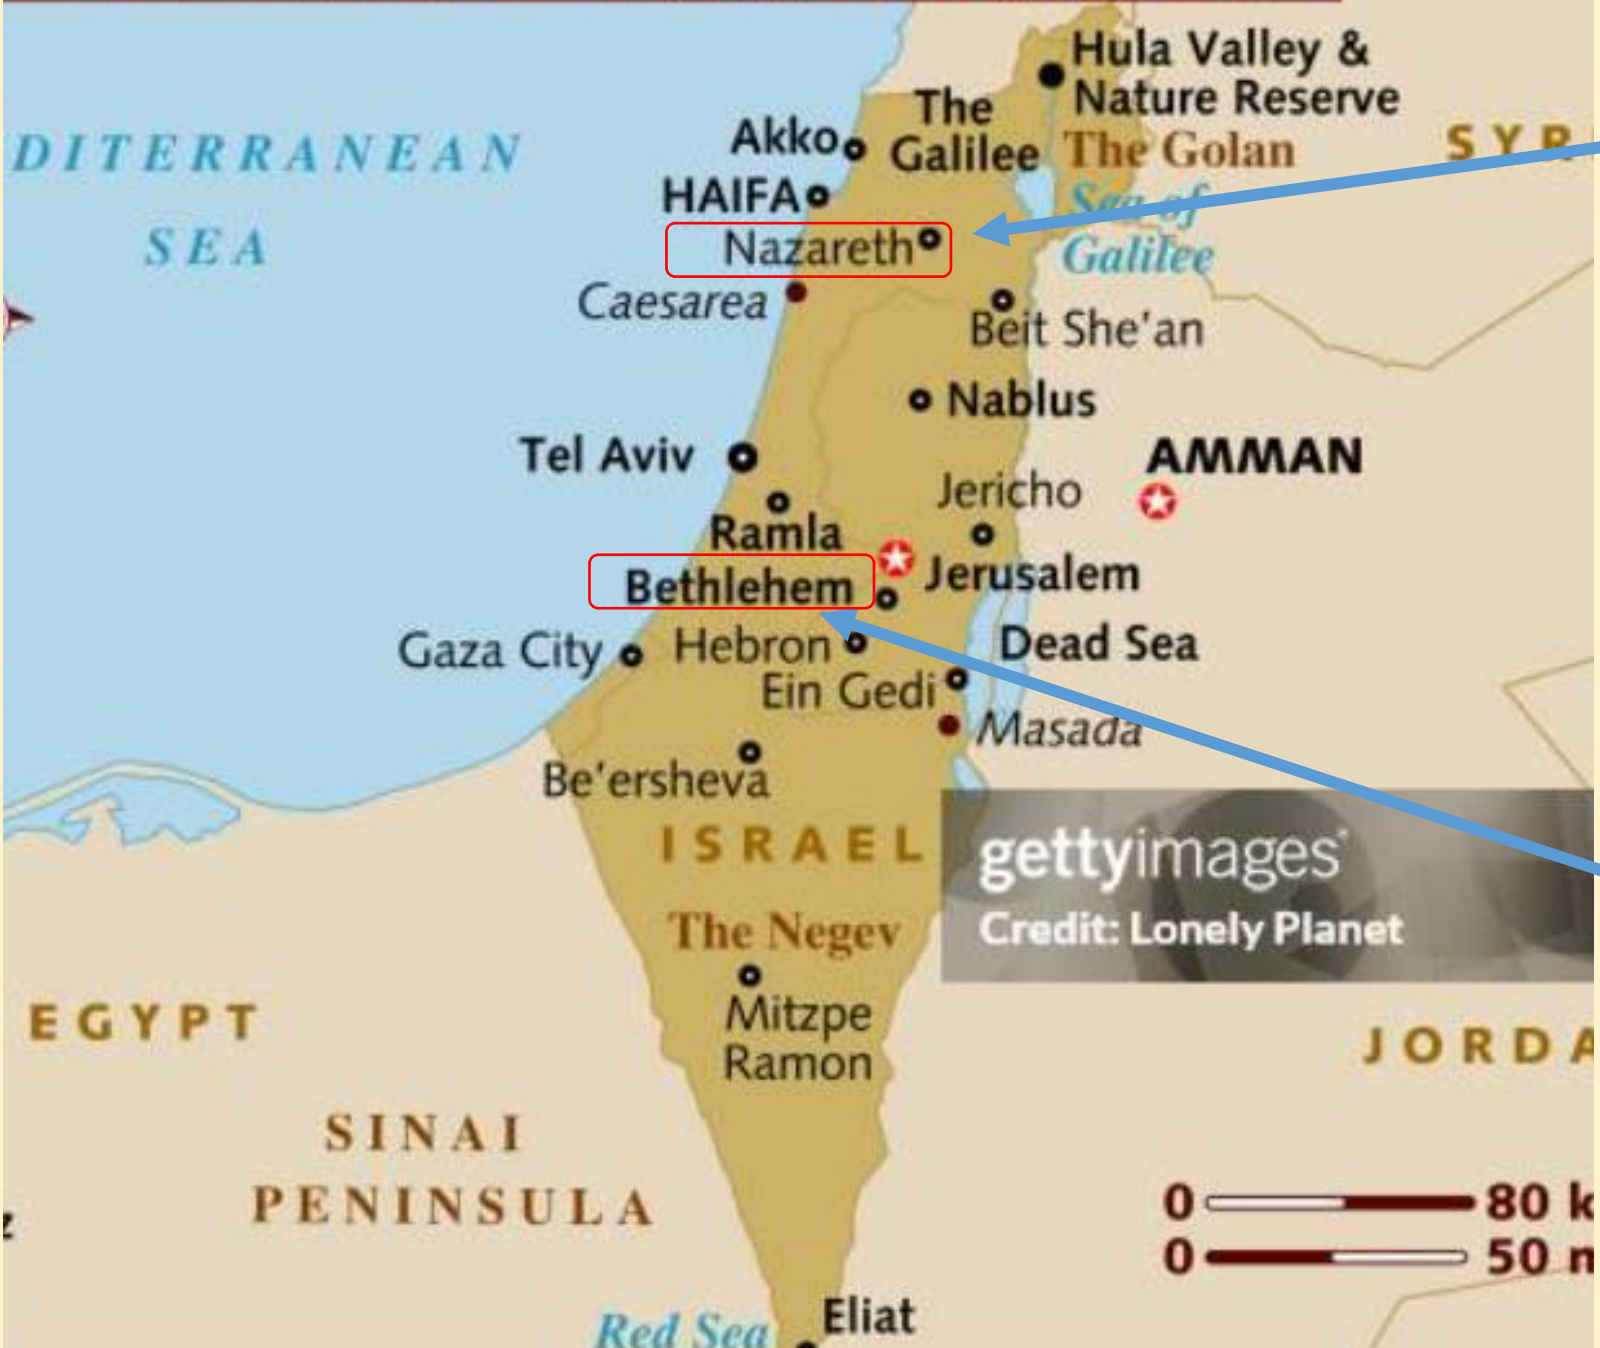 Hula Valley &
Nature Reserve
The
Galilee
Akko
The Golan
SYR
DITERRANEAN
SEA
HAIFA
Sea of
Galilee
Nazareth
Caesarea
Beit She'an
Nablus
Tel Aviv
AMMAN
Jericho
Ramla
Jerusalem
Bethlehem
Gaza City
Hebron
Dead Sea
Ein Gedi
Masada
Be'ersheva
ISRAEL
gettyimages®
Credit: Lonely Planet
The Negev
Mitzpe
Ramon
EGYPT
JORDA
SINAI
PENINSULA
0 80 k
0 50 m
z
Eliat
Red Sea